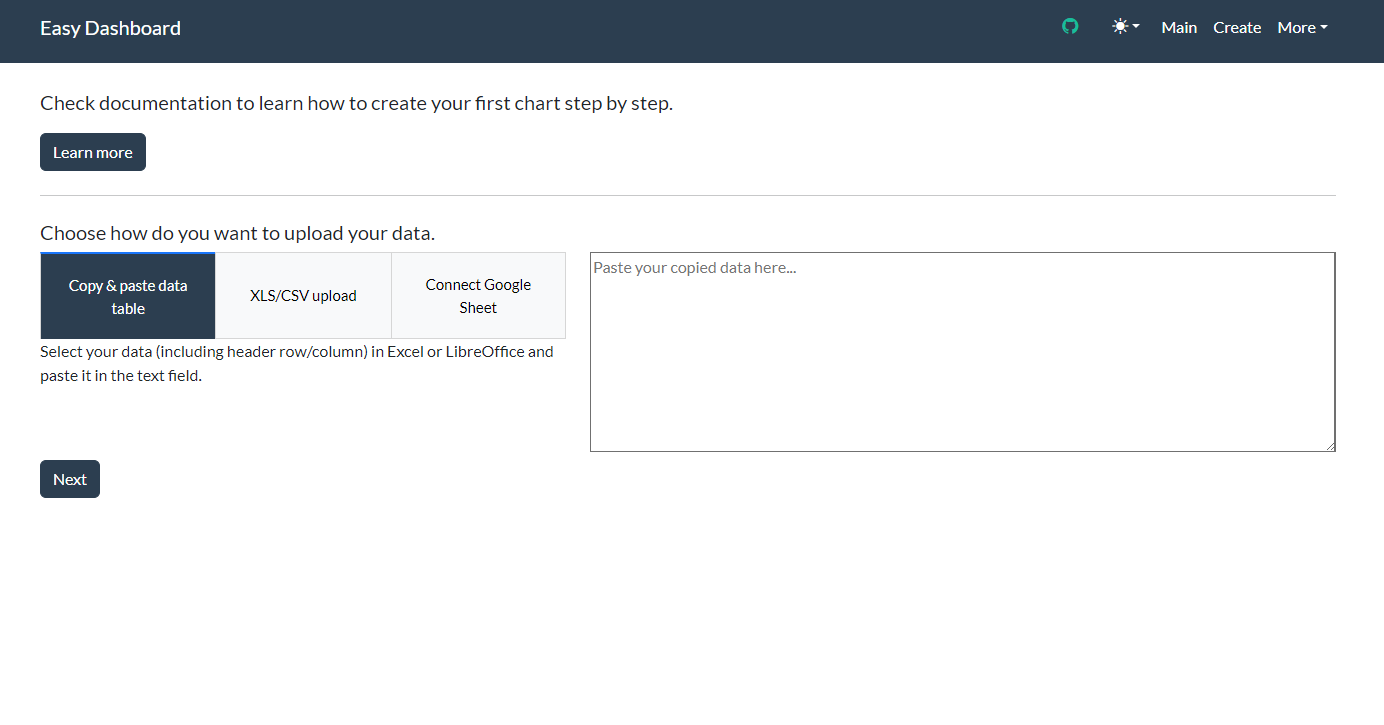 Easy Dashboard
Main
Create
More
Check documentation to learn how to create your first chart step by step.
Learn more
Choose how do you want to upload your data.
Copy & paste data
table
XLS/CSV upload
Connect Google
Sheet
Paste your copied data here...
Select your data (including header row/column) in Excel or LibreOffice and
paste it in the text field.
Next